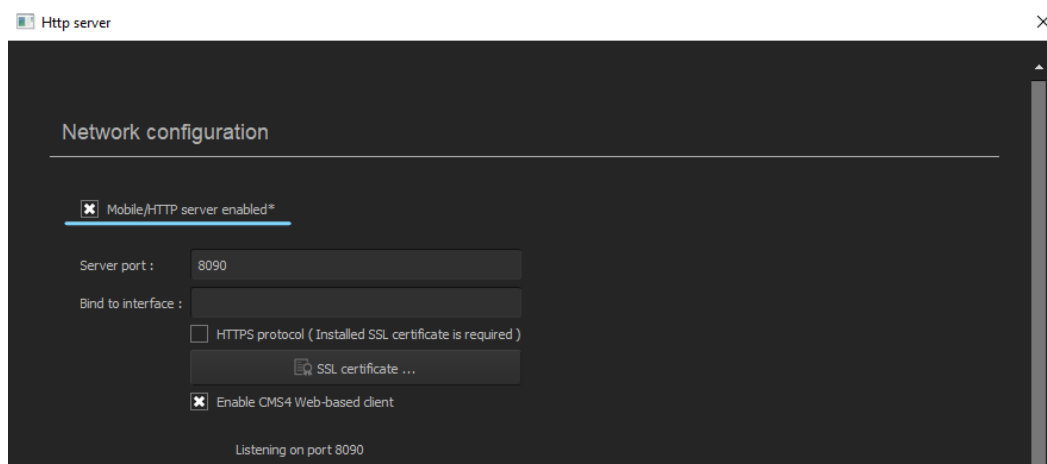 Http server
Network configuration
Mobile/HTTP server enabled*
Server port : 8090
Bind to interface :
HTTPS protocol ( Installed SSL certificate is required )
SSL certificate ...
Enable CMS4 Web-based client
Listening on port 8090